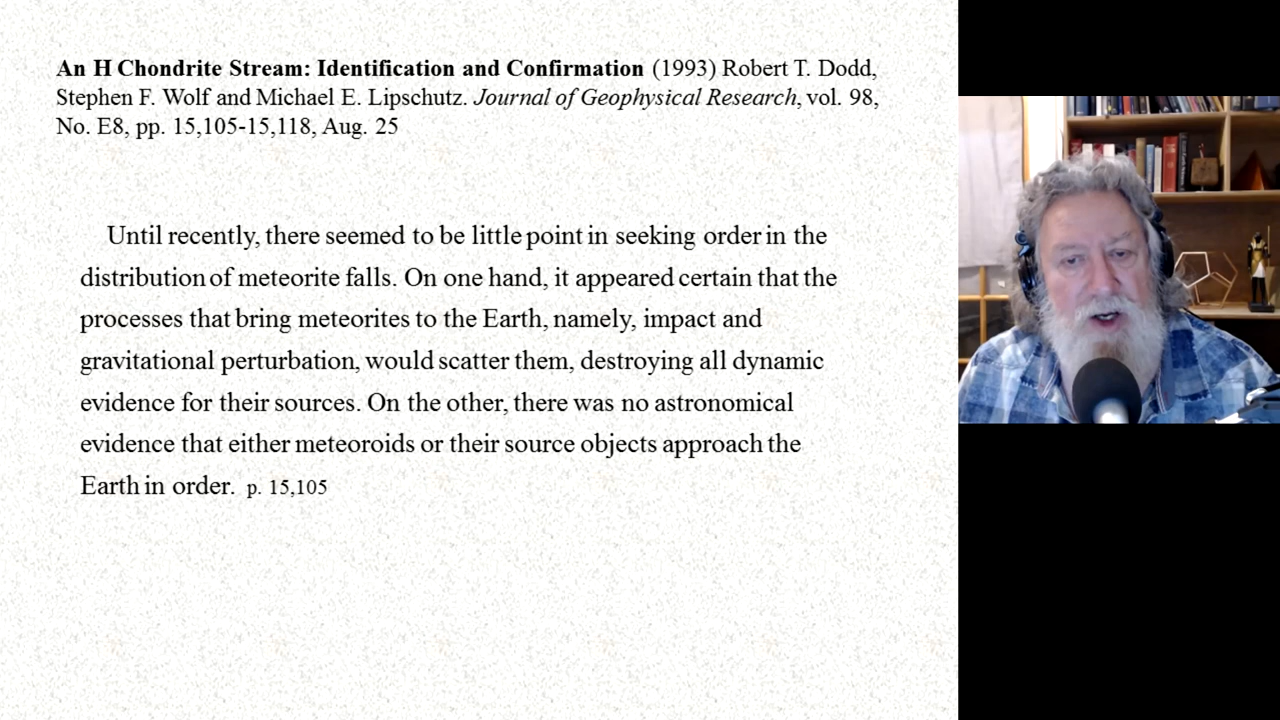 An H Chondrite Stream: Identification and Confirmation (1993) Robert T. Dodd,
Stephen F. Wolf and Michael E. Lipschutz. Journal of Geophysical Research, vol. 98,
No. E8, pp. 15,105-15,118, Aug. 25
Until recently, there seemed to be little point in seeking order in the
distribution of meteorite falls. On one hand, it appeared certain that the
processes that bring meteorites to the Earth, namely, impact and
gravitational perturbation, would scatter them, destroying all dynamic
evidence for their sources. On the other, there was no astronomical
evidence that either meteoroids or their source objects approach the
Earth in order. p. 15,105